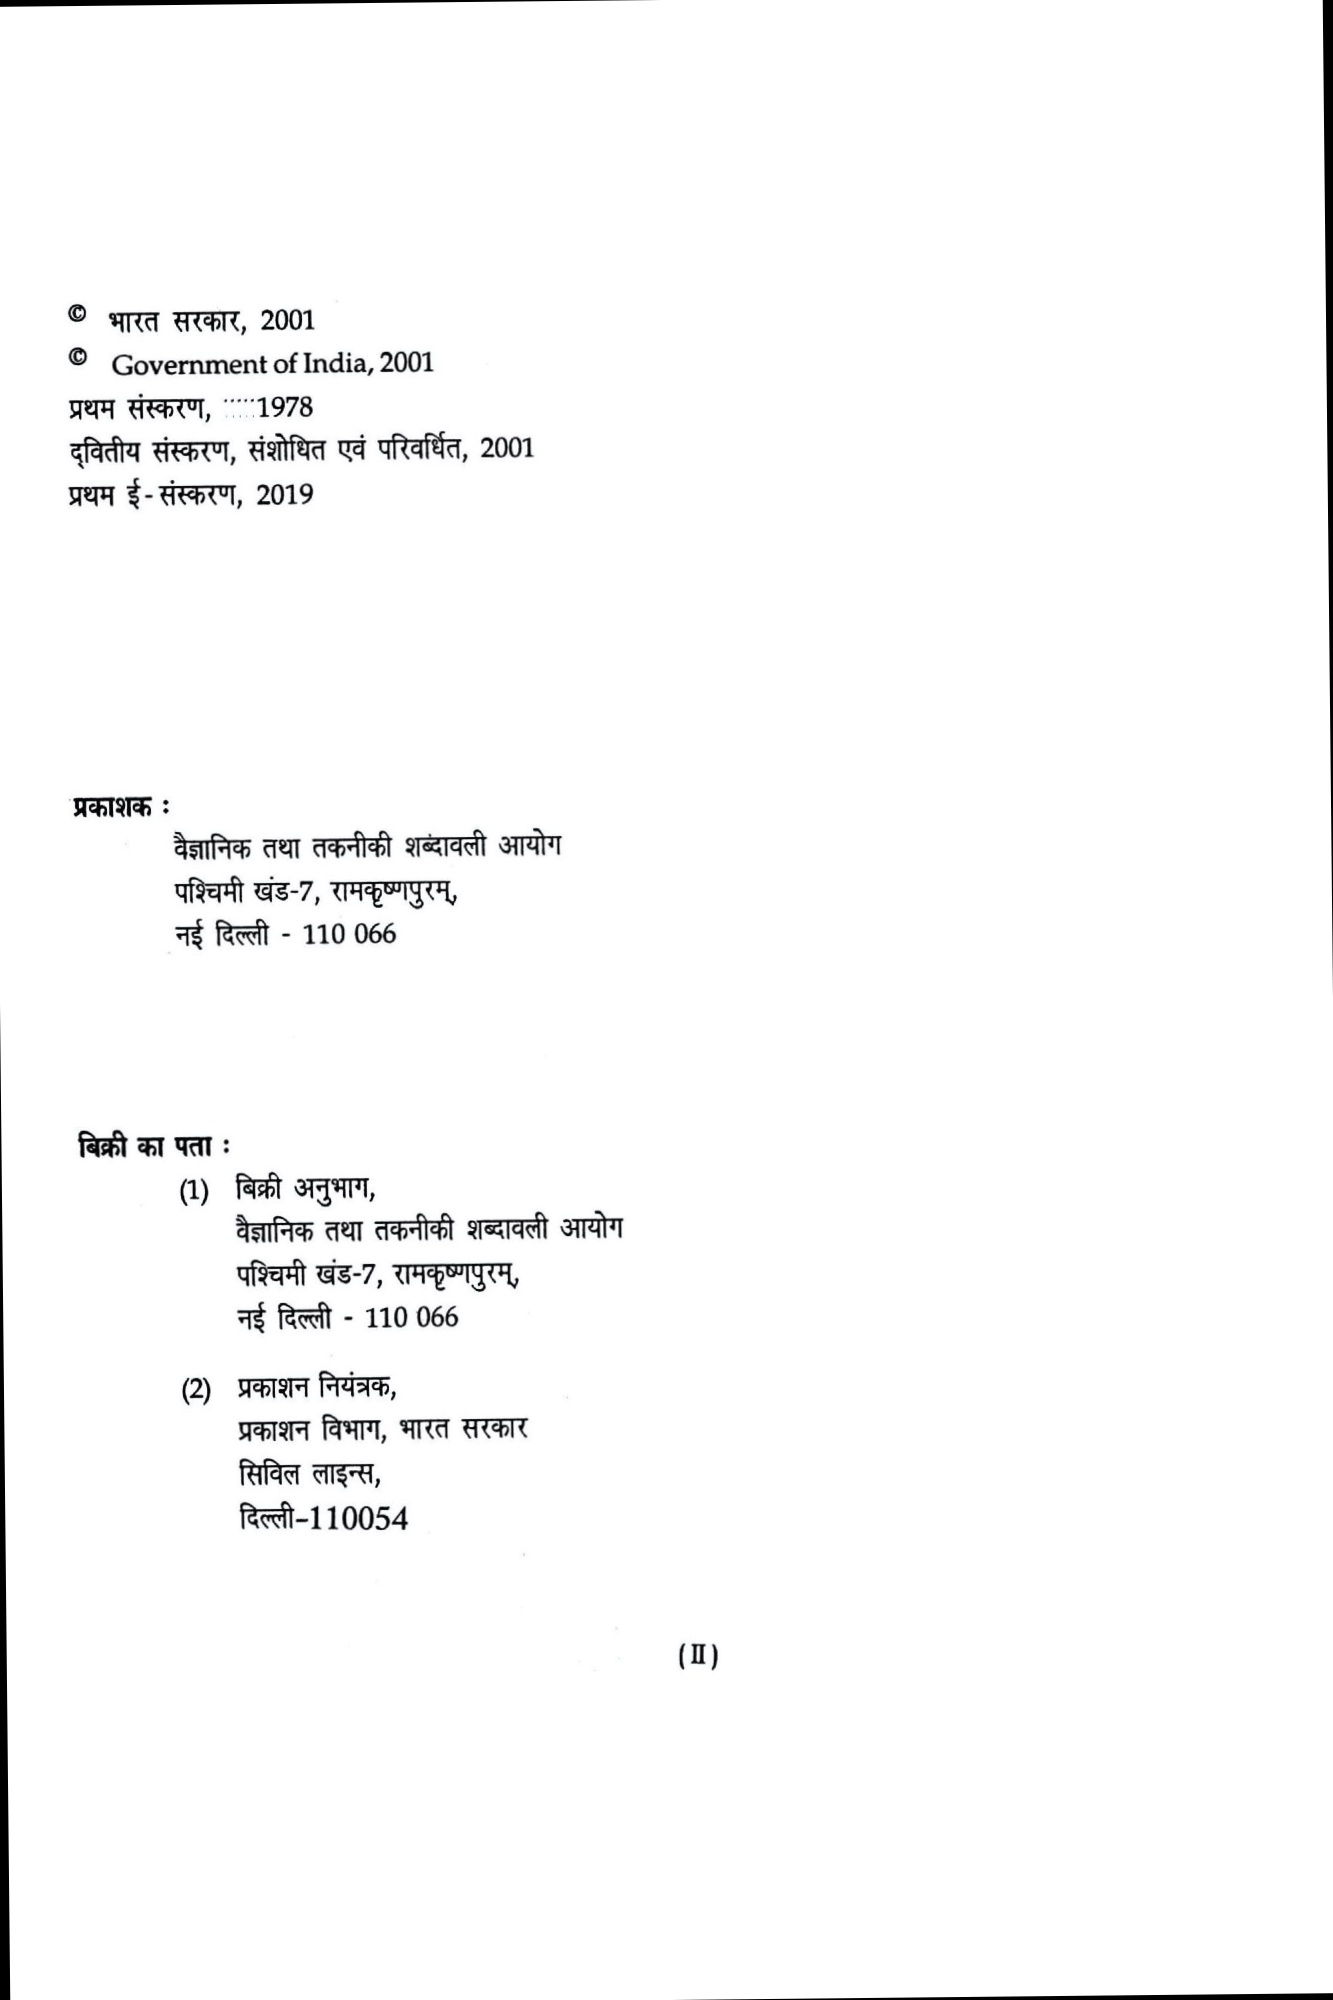 © भारत सरकार, 2001
© Government of India, 2001
प्रथम संस्करण, 1978
द्‌वितीय संस्करण, संशोधित एवं परिवर्धित, 2001
प्रथम ई-संस्करण, 2019
प्रकाशक :
वैज्ञानिक तथा तकनीकी शब्दावली आयोग
पश्चिमी खंड-7, रामकृष्णपुरम्,
नई दिल्ली - 110 066
बिक्री का पता :
(1) बिक्री अनुभाग,
वैज्ञानिक तथा तकनीकी शब्दावली आयोग
पश्चिमी खंड-7, रामकृष्णपुरम्,
नई दिल्ली - 110 066
(2) प्रकाशन नियंत्रक,
प्रकाशन विभाग, भारत सरकार
सिविल लाइन्स,
दिल्ली-110054
(II)